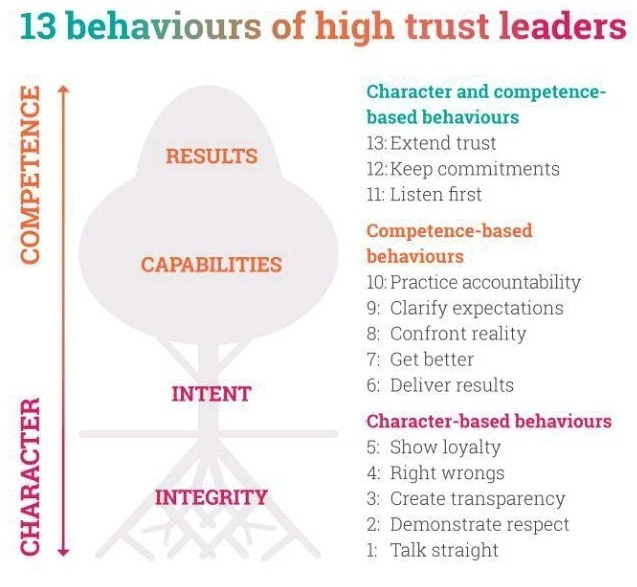 13 behaviours of high trust leaders
COMPETENCE
CHARACTER
RESULTS
CAPABILITIES
INTENT
INTEGRITY
Character and competence-
based behaviours
13: Extend trust
12: Keep commitments
11: Listen first
Competence-based
behaviours
10: Practice accountability
9: Clarify expectations
8: Confront reality
7: Get better
6: Deliver results
Character-based behaviours
5: Show loyalty
4: Right wrongs
3: Create transparency
2: Demonstrate respect
1: Talk straight